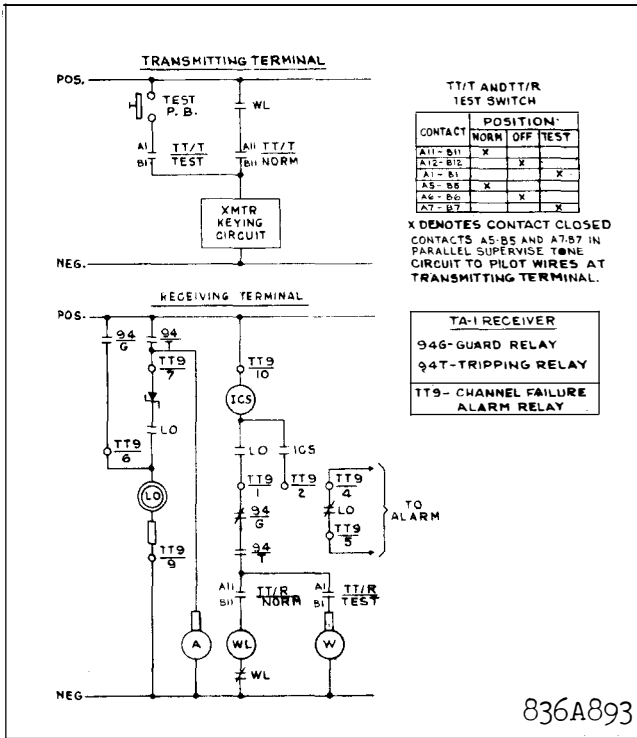 TRANSMITTING TERMINAL
POS.
TEST
P.B.
WL
A1
B1
TT/T
TEST
A11
B11
TT/T
NORM
XMTR
KEYING
CIRCUIT
NEG.
TT/T AND TT/R
TEST SWITCH
CONTACT
POSITION
NORM OFF TEST
A11-B11 X
A12-B12 X
A1-B1 X
A5-B5 X
A6-B6 X
A7-B7 X
X DENOTES CONTACT CLOSED
CONTACTS A5-B5 AND A7-B7 IN
PARALLEL SUPERVISE TONE
CIRCUIT TO PILOT WIRES AT
TRANSMITTING TERMINAL.
RECEIVING TERMINAL
POS.
94
G
94
T
TT9
7
LO
TT9
6
LO
TT9
9
A
TT9
10
ICS
LO
ICS
TT9
1
TT9
2
94
G
94
T
TT9
4
LO
TT9
5
TO
ALARM
A11
B11
TT/R
NORM
A1
B1
TT/R
TEST
WL
W
WL
NEG
TA-1 RECEIVER
94G-GUARD RELAY
94T-TRIPPING RELAY
TT9- CHANNEL FAILURE
ALARM RELAY
836A893